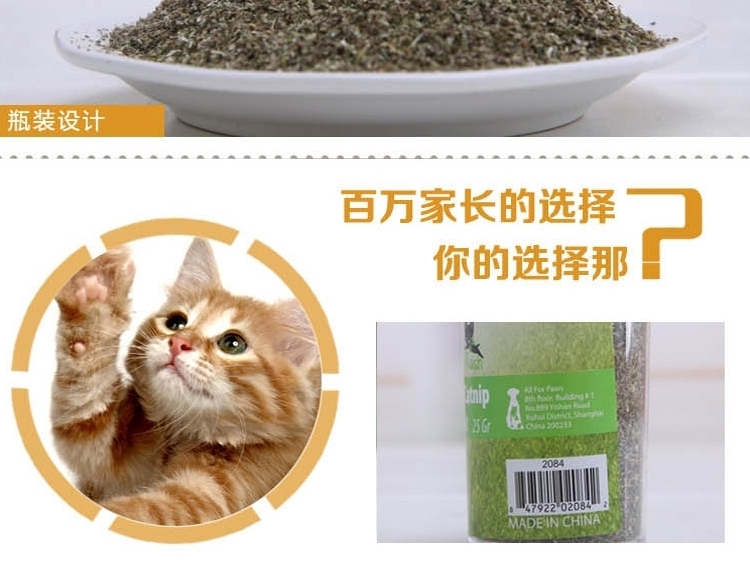 瓶装设计
百万家长的选择
你的选择那?
25 Gr
All For Paws
8th floor, Building # 1
No.889 Yishan Road
Xuhui District, Shanghai
China 200233
2084
8 47922 02084 2
MADE IN CHINA